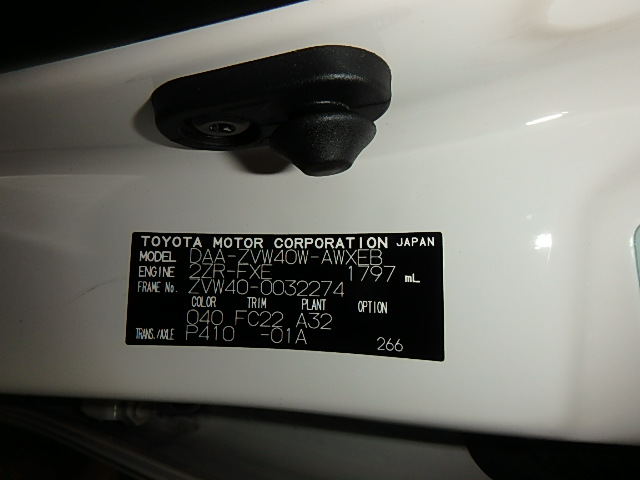 TOYOTA MOTOR CORPORATION JAPAN
MODEL DAA-ZVW40W-AWXEB
ENGINE 2ZR-FXE 1797 mL
FRAME No. ZVW40-0032274
COLOR TRIM PLANT OPTION
040 FC22 A32
TRANS./AXLE P410 -01A
266